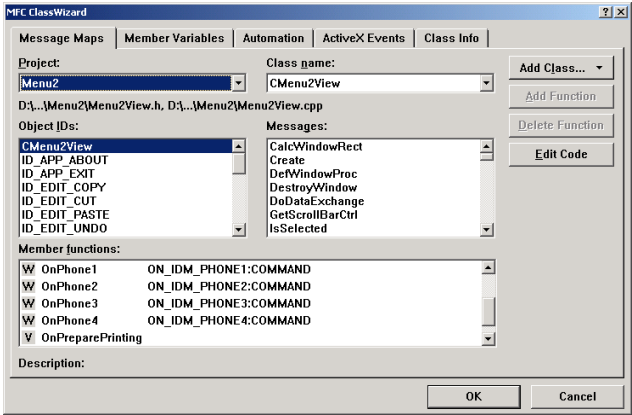 MFC ClassWizard
Message Maps Member Variables Automation ActiveX Events Class Info
Project: Class name:
Menu2 CMenu2View
Add Class...
D:\...\Menu2\Menu2View.h, D:\...\Menu2\Menu2View.cpp
Add Function
Object IDs: Messages:
Delete Function
CMenu2View CalcWindowRect
ID_APP_ABOUT Create
Edit Code
ID_APP_EXIT DefWindowProc
ID_EDIT_COPY DestroyWindow
ID_EDIT_CUT DoDataExchange
ID_EDIT_PASTE GetScrollBarCtrl
ID_EDIT_UNDO IsSelected
Member functions:
W OnPhone1 ON_IDM_PHONE1:COMMAND
W OnPhone2 ON_IDM_PHONE2:COMMAND
W OnPhone3 ON_IDM_PHONE3:COMMAND
W OnPhone4 ON_IDM_PHONE4:COMMAND
V OnPreparePrinting
Description:
OK Cancel